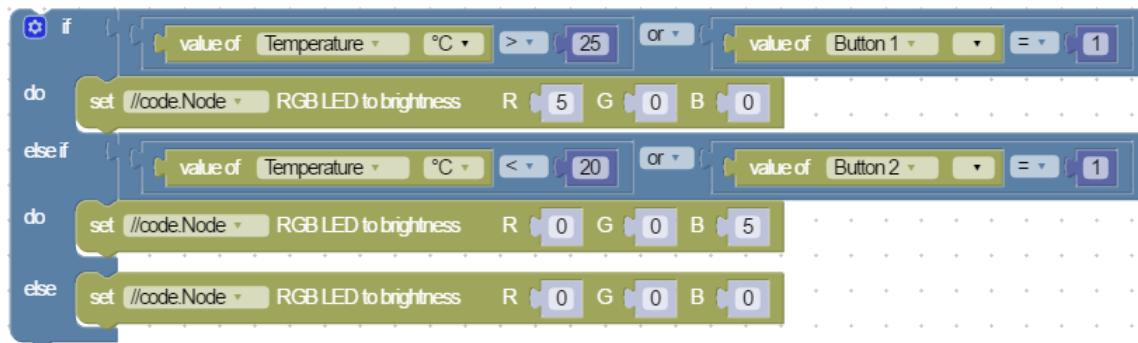 if value of Temperature °C > 25 or value of Button 1 = 1
do set //code.Node RGB LED to brightness R 5 G 0 B 0
else if value of Temperature °C < 20 or value of Button 2 = 1
do set //code.Node RGB LED to brightness R 0 G 0 B 5
else set //code.Node RGB LED to brightness R 0 G 0 B 0